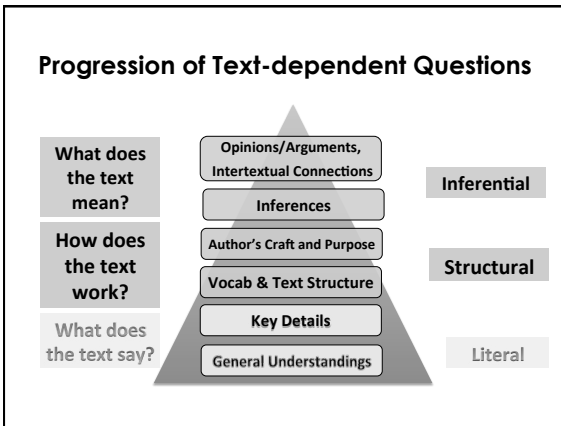 Progression of Text-dependent Questions
What does
the text
mean?
Opinions/Arguments,
Intertextual Connections
Inferences
Inferential
How does
the text
work?
Author's Craft and Purpose
Vocab & Text Structure
Structural
What does
the text say?
Key Details
General Understandings
Literal